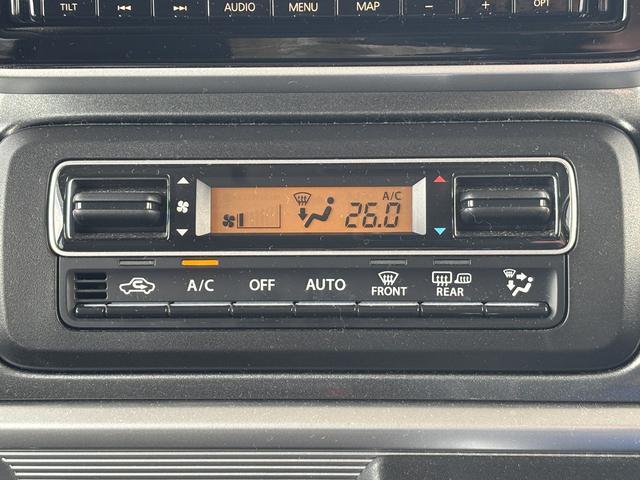 TILT AUDIO MENU MAP - + OPT
A/C
26.0
A/C OFF AUTO FRONT REAR